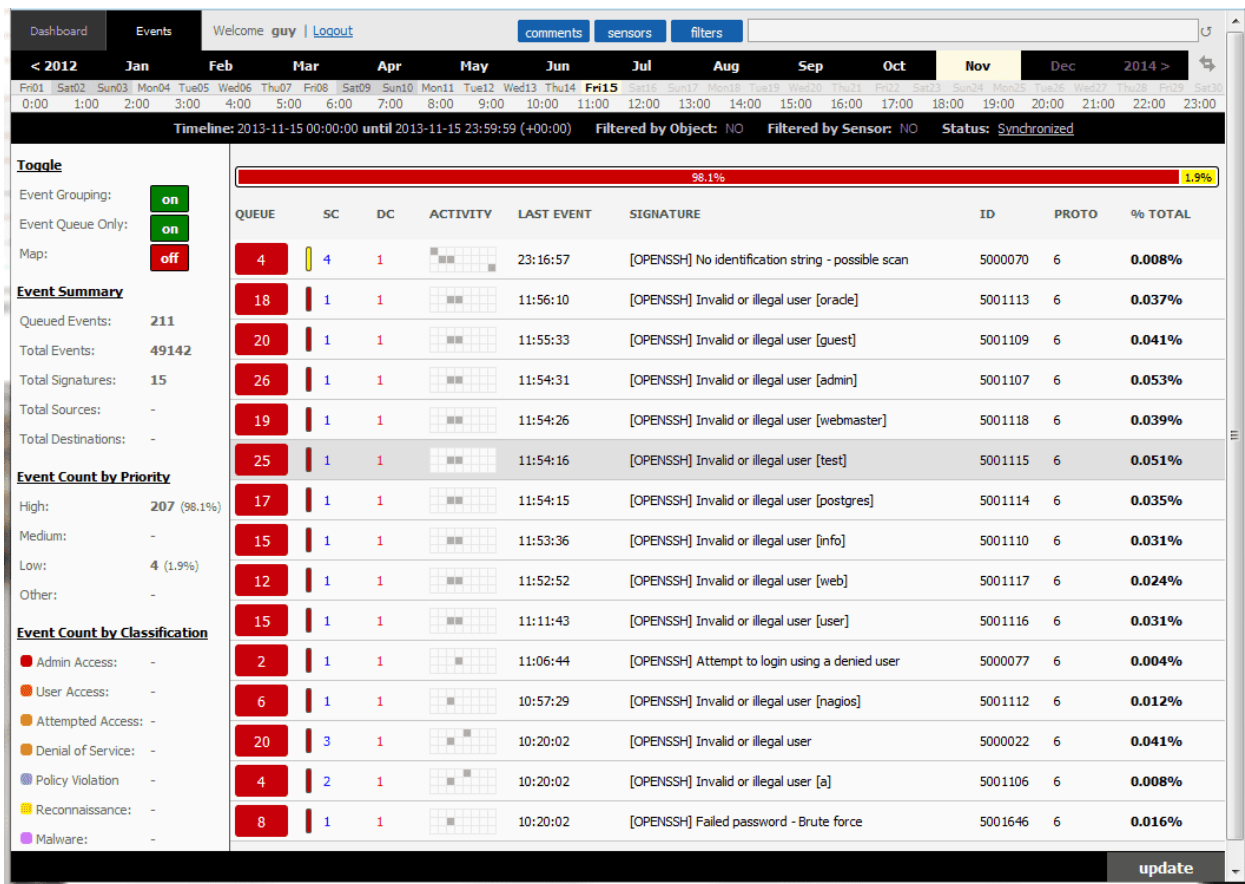 Dashboard Events Welcome guy | Logout comments sensors filters
< 2012 Jan Feb Mar Apr May Jun Jul Aug Sep Oct Nov Dec 2014 >
Fri01 Sat02 Sun03 Mon04 Tue05 Wed06 Thu07 Fri08 Sat09 Sun10 Mon11 Tue12 Wed13 Thu14 Fri15 Sat16 Sun17 Mon18 Tue19 Wed20 Thu21 Fri22 Sat23 Sun24 Mon25 Tue26 Wed27 Thu28 Fri29 Sat30
0:00 1:00 2:00 3:00 4:00 5:00 6:00 7:00 8:00 9:00 10:00 11:00 12:00 13:00 14:00 15:00 16:00 17:00 18:00 19:00 20:00 21:00 22:00 23:00
Timeline: 2013-11-15 00:00:00 until 2013-11-15 23:59:59 (+00:00) Filtered by Object: NO Filtered by Sensor: NO Status: Synchronized
Toggle
Event Grouping: on
Event Queue Only: on
Map: off
Event Summary
Queued Events: 211
Total Events: 49142
Total Signatures: 15
Total Sources: -
Total Destinations: -
Event Count by Priority
High: 207 (98.1%)
Medium: -
Low: 4 (1.9%)
Other: -
Event Count by Classification
Admin Access: -
User Access: -
Attempted Access: -
Denial of Service: -
Policy Violation -
Reconnaissance: -
Malware: -
98.1% 1.9%
QUEUE SC DC ACTIVITY LAST EVENT SIGNATURE ID PROTO % TOTAL
4 4 1 23:16:57 [OPENSSH] No identification string - possible scan 5000070 6 0.008%
18 1 1 11:56:10 [OPENSSH] Invalid or illegal user [oracle] 5001113 6 0.037%
20 1 1 11:55:33 [OPENSSH] Invalid or illegal user [guest] 5001109 6 0.041%
26 1 1 11:54:31 [OPENSSH] Invalid or illegal user [admin] 5001107 6 0.053%
19 1 1 11:54:26 [OPENSSH] Invalid or illegal user [webmaster] 5001118 6 0.039%
25 1 1 11:54:16 [OPENSSH] Invalid or illegal user [test] 5001115 6 0.051%
17 1 1 11:54:15 [OPENSSH] Invalid or illegal user [postgres] 5001114 6 0.035%
15 1 1 11:53:36 [OPENSSH] Invalid or illegal user [info] 5001110 6 0.031%
12 1 1 11:52:52 [OPENSSH] Invalid or illegal user [web] 5001117 6 0.024%
15 1 1 11:11:43 [OPENSSH] Invalid or illegal user [user] 5001116 6 0.031%
2 1 1 11:06:44 [OPENSSH] Attempt to login using a denied user 5000077 6 0.004%
6 1 1 10:57:29 [OPENSSH] Invalid or illegal user [nagios] 5001112 6 0.012%
20 3 1 10:20:02 [OPENSSH] Invalid or illegal user 5000022 6 0.041%
4 2 1 10:20:02 [OPENSSH] Invalid or illegal user [a] 5001106 6 0.008%
8 1 1 10:20:02 [OPENSSH] Failed password - Brute force 5001646 6 0.016%
update